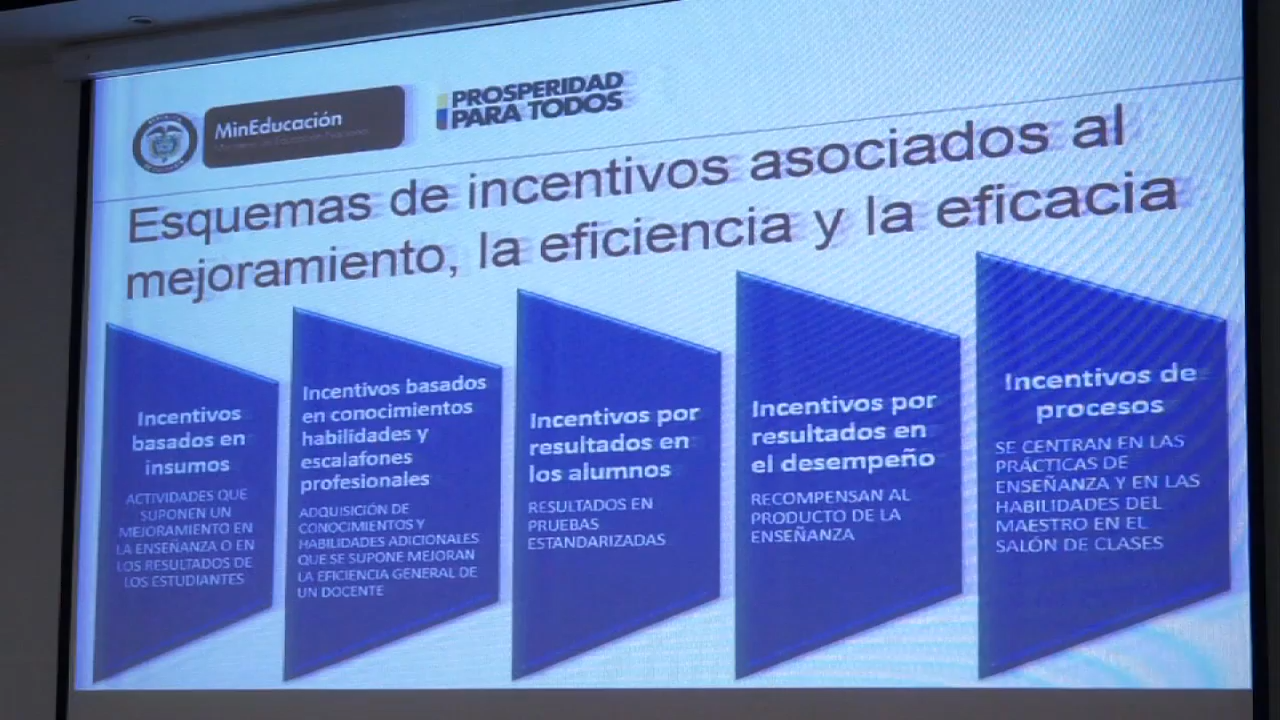 MinEducación
PROSPERIDAD
PARA TODOS
Esquemas de incentivos asociados al
mejoramiento, la eficiencia y la eficacia
Incentivos
basados en
insumos
ACTIVIDADES QUE
SUPONEN UN
MEJORAMIENTO EN
LA ENSEÑANZA O EN
LOS RESULTADOS DE
LOS ESTUDIANTES
Incentivos basados
en conocimientos
habilidades y
escalafones
profesionales
ADQUISICIÓN DE
CONOCIMIENTOS Y
HABILIDADES ADICIONALES
QUE SE SUPONE MEJORAN
LA EFICIENCIA GENERAL DE
UN DOCENTE
Incentivos por
resultados en
los alumnos
RESULTADOS EN
PRUEBAS
ESTANDARIZADAS
Incentivos por
resultados en
el desempeño
RECOMPENSAN AL
PRODUCTO DE LA
ENSEÑANZA
Incentivos de
procesos
SE CENTRAN EN LAS
PRÁCTICAS DE
ENSEÑANZA Y EN LAS
HABILIDADES DEL
MAESTRO EN EL
SALÓN DE CLASES